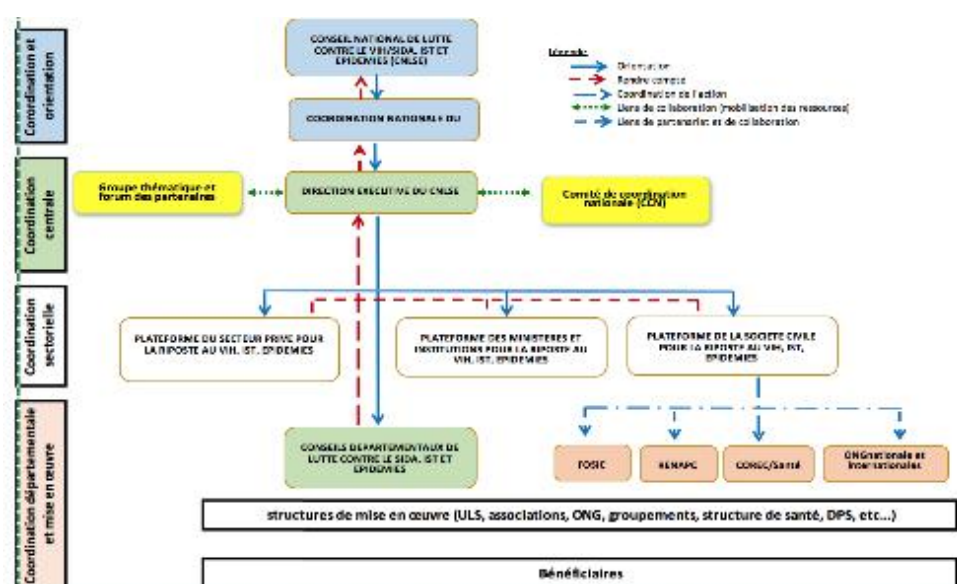 Corordination et
orientation
CONSEIL NATIONAL DE LUTTE
CONTRE LE VIH/SIDA, IST ET
EPIDEMIES (CNLSE)
COORDINATION NATIONALE DU
Légende
Orientation
Rendre compte
Coordination de l'action
Liens de collaboration (mobilisation des ressources)
Liens de partenariat et de collaboration
Coordination
centrale
Groupe thématique et
forum des partenaires
DIRECTION EXECUTIVE DU CNLSE
Comité de coordination
nationale (CCN)
Coordination
sectorielle
PLATEFORME DU SECTEUR PRIVE POUR
LA RIPOSTE AU VIH, IST, EPIDEMIES
PLATEFORME DES MINISTERES ET
INSTITUTIONS POUR LA RIPOSTE AU
VIH, IST, EPIDEMIES
PLATEFORME DE LA SOCIETE CIVILE
POUR LA RIPOSTE AU VIH, IST,
EPIDEMIES
Coordination départementale
et mise en œuvre
CONSEILS DEPARTEMENTAUX DE
LUTTE CONTRE LE SIDA, IST ET
EPIDEMIES
FOSIC
RENAPC
COREC/Santé
ONGnationale et
internationales
structures de mise en œuvre (ULS, associations, ONG, groupements, structure de santé, DPS, etc...)
Bénéficiaires